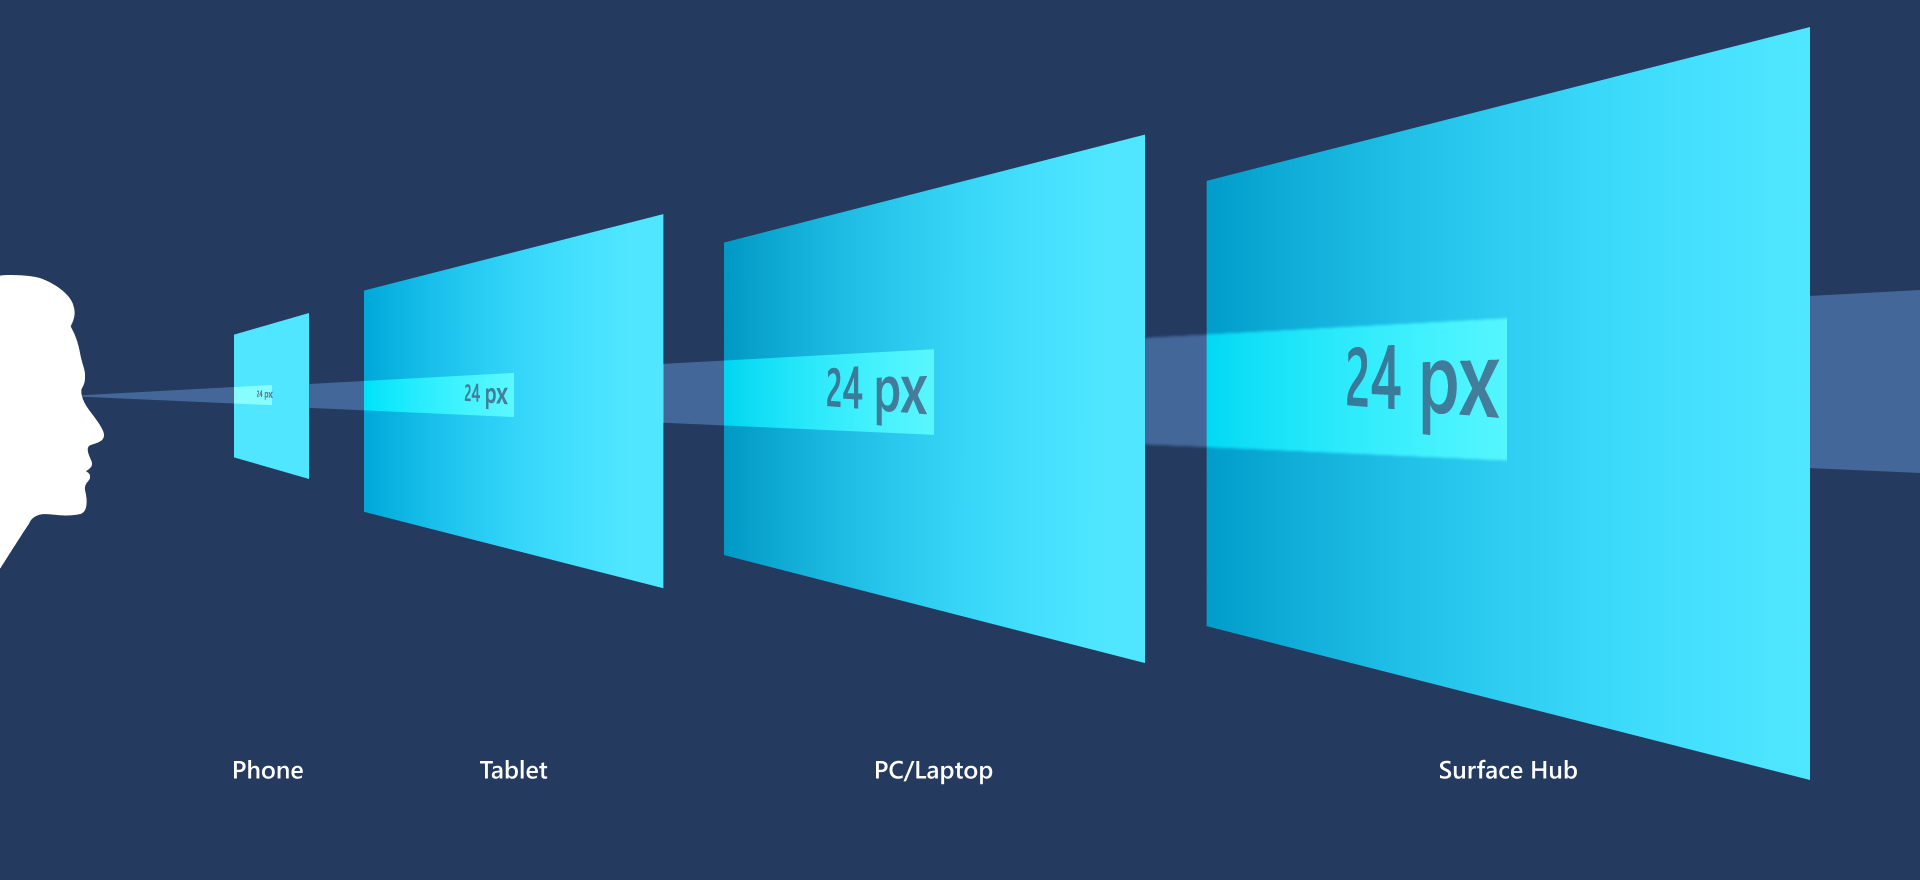 24 px
24 px
24 px
24 px
Phone
Tablet
PC/Laptop
Surface Hub